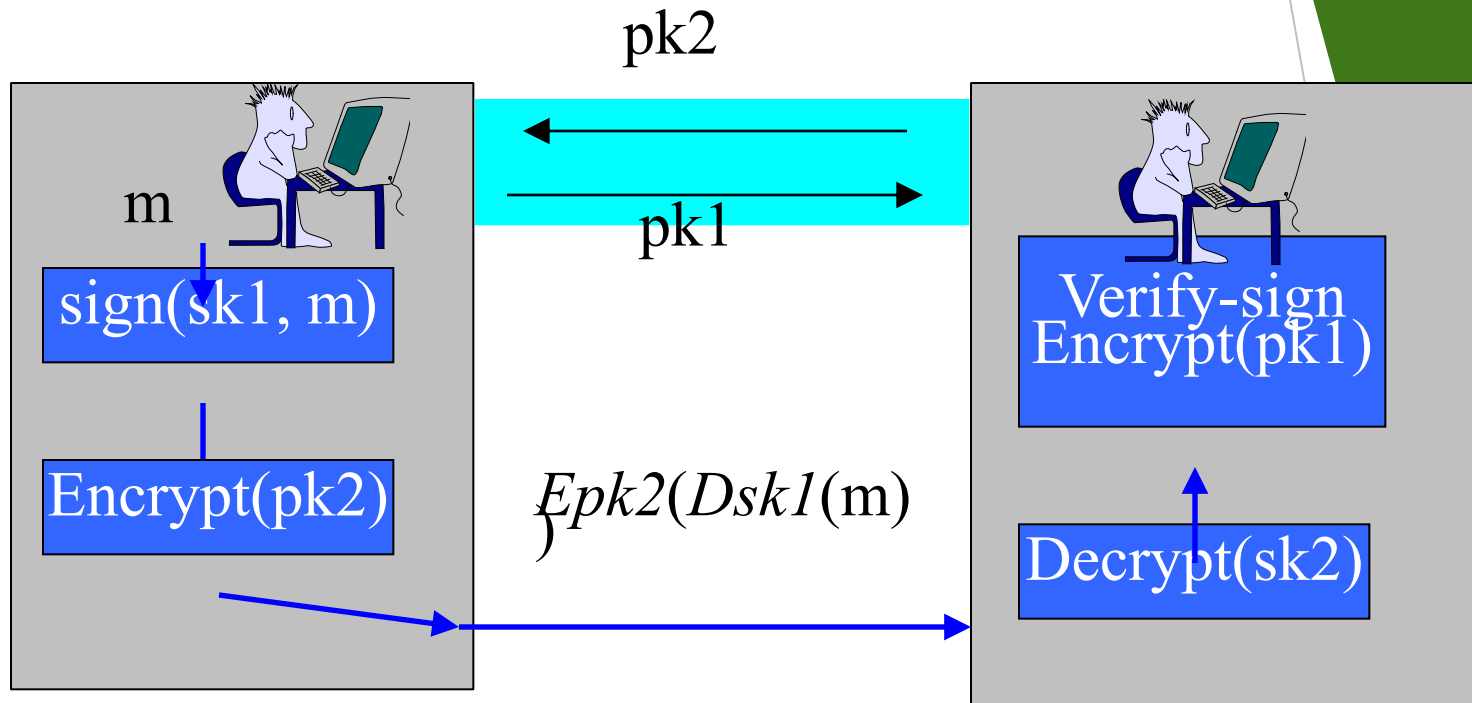 pk2
pk1
m
sign(sk1, m)
Encrypt(pk2)
Epk2(Dsk1(m)
)
Verify-sign
Encrypt(pk1)
Decrypt(sk2)